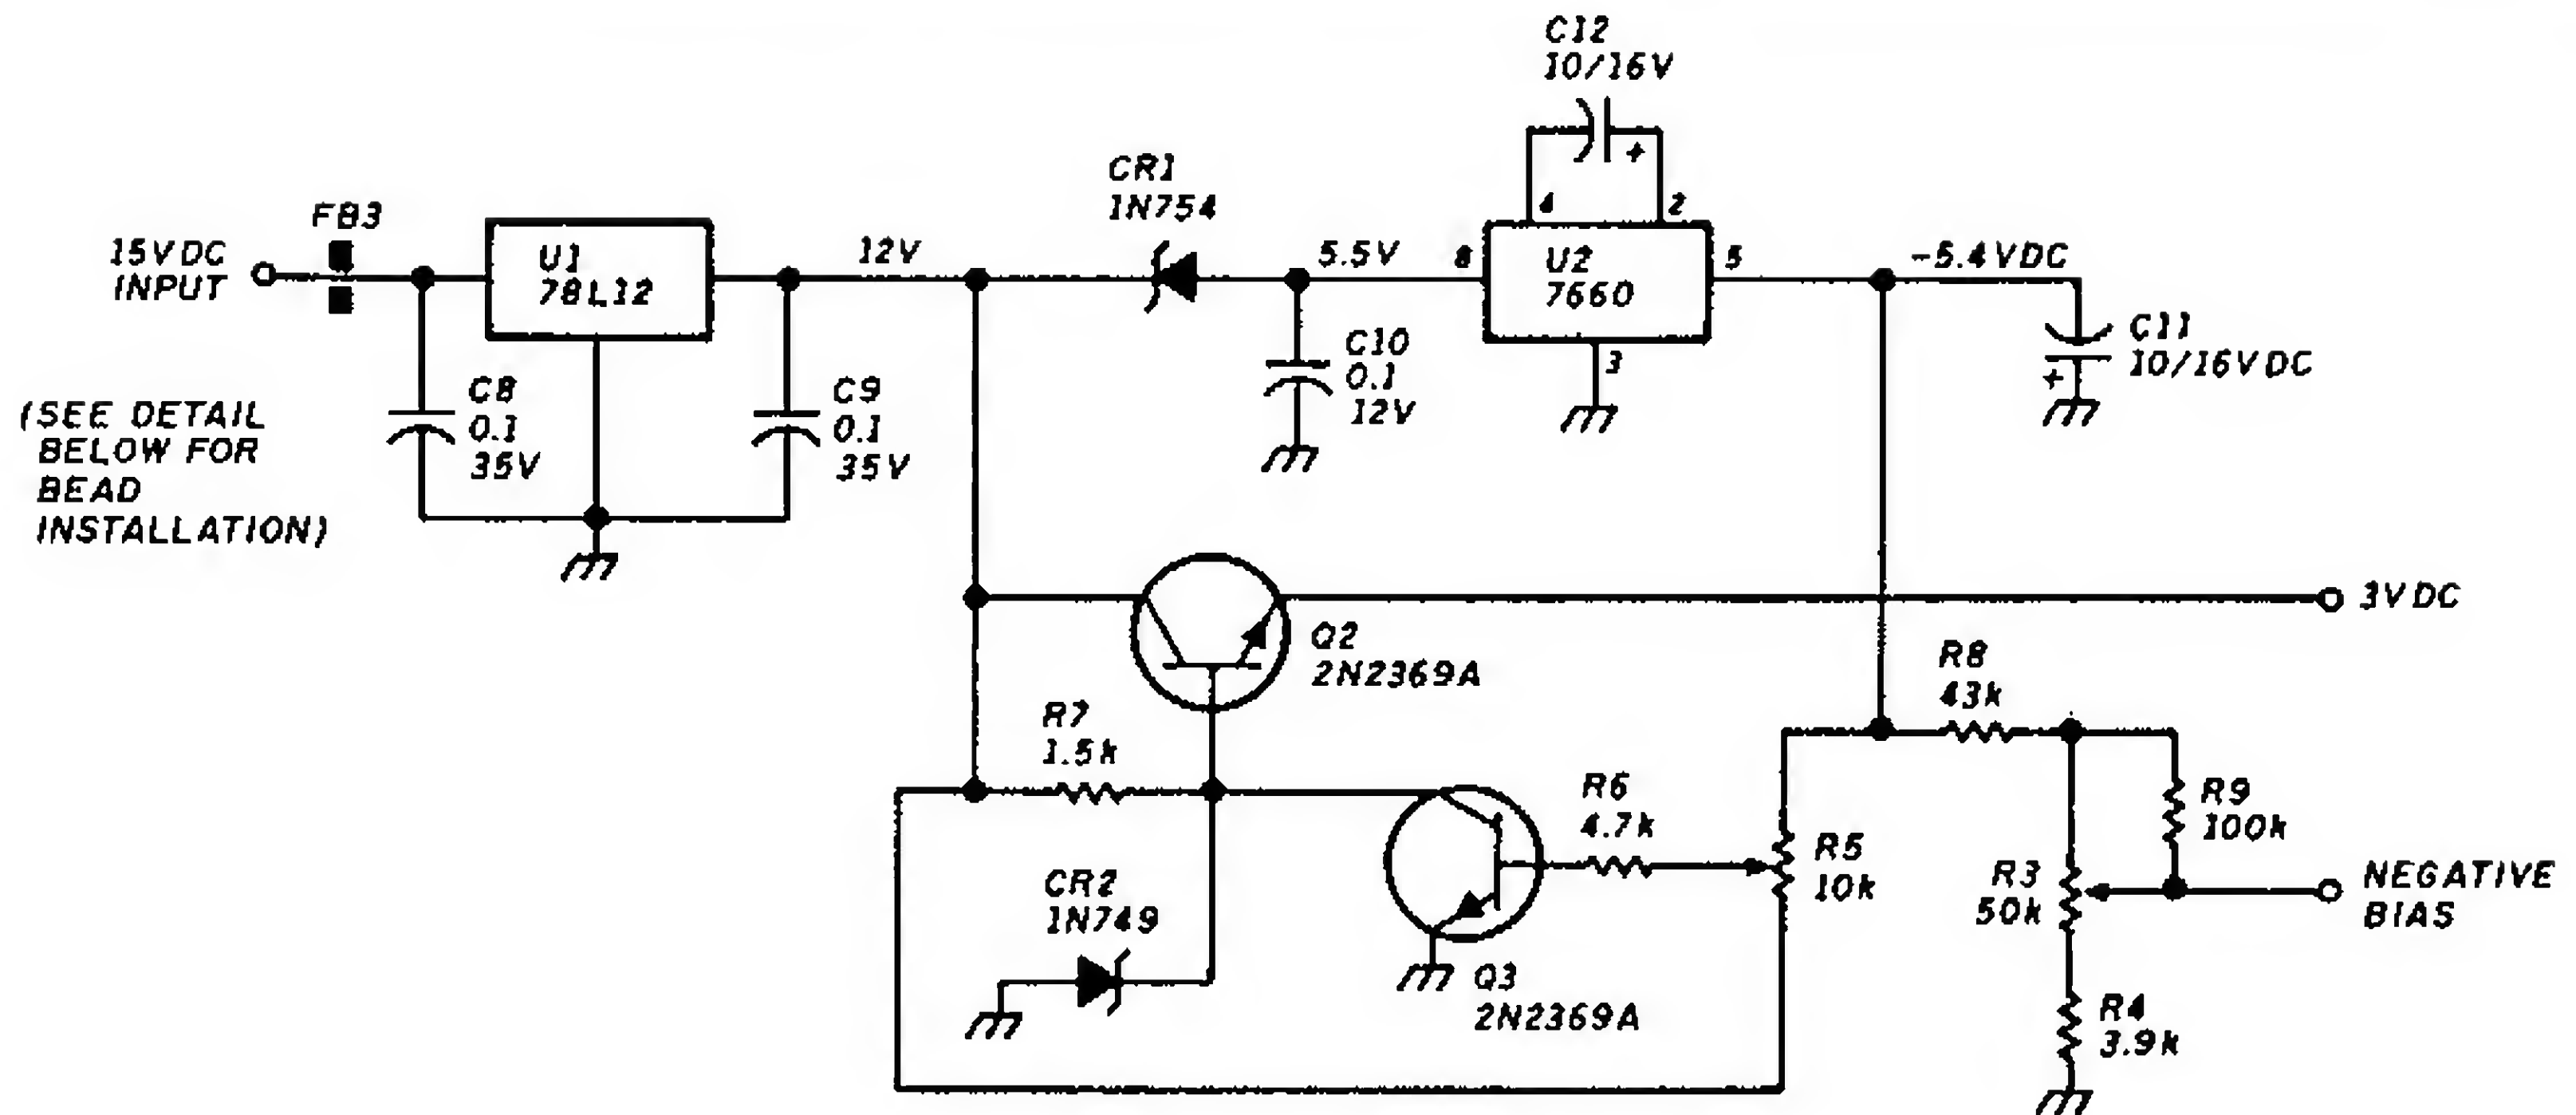 C12
10/16V
CR1
1N754
FB3
4
2
15VDC
INPUT
U1
78L12
12V
5.5V
8
U2
7660
5
-5.4VDC
3
C10
0.1
12V
C11
+
10/16VDC
+
C8
0.1
35V
C9
0.1
35V
(SEE DETAIL
BELOW FOR
BEAD
INSTALLATION)
3VDC
Q2
2N2369A
R8
43k
R7
1.5k
R6
4.7k
R5
10k
R9
100k
R3
50k
NEGATIVE
BIAS
CR2
1N749
Q3
2N2369A
R4
3.9k